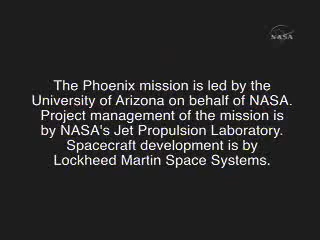 NASA
The Phoenix mission is led by the
University of Arizona on behalf of NASA.
Project management of the mission is
by NASA's Jet Propulsion Laboratory.
Spacecraft development is by
Lockheed Martin Space Systems.